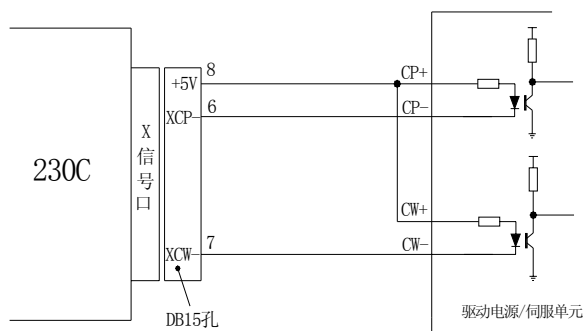 230C
X
信
号
口
+5V
8
XCP-
6
XCW-
7
CP+
CP-
CW+
CW-
DB15孔
驱动电源/伺服单元